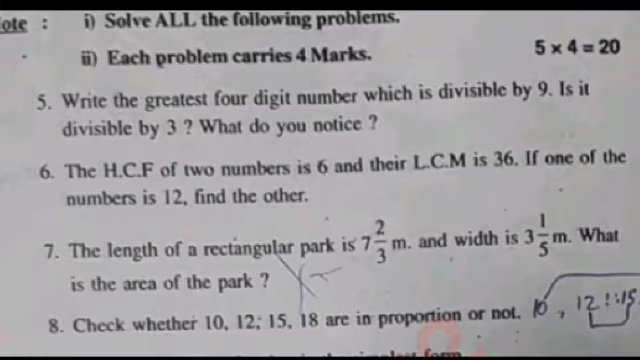 ote : i) Solve ALL the following problems.
ii) Each problem carries 4 Marks. 5 × 4 = 20
5. Write the greatest four digit number which is divisible by 9. Is it
divisible by 3 ? What do you notice ?
6. The H.C.F of two numbers is 6 and their L.C.M is 36. If one of the
numbers is 12, find the other.
7. The length of a rectangular park is 7 2/3 m. and width is 3 1/5 m. What
is the area of the park ?
8. Check whether 10, 12; 15, 18 are in proportion or not. 10, 12 :: 15